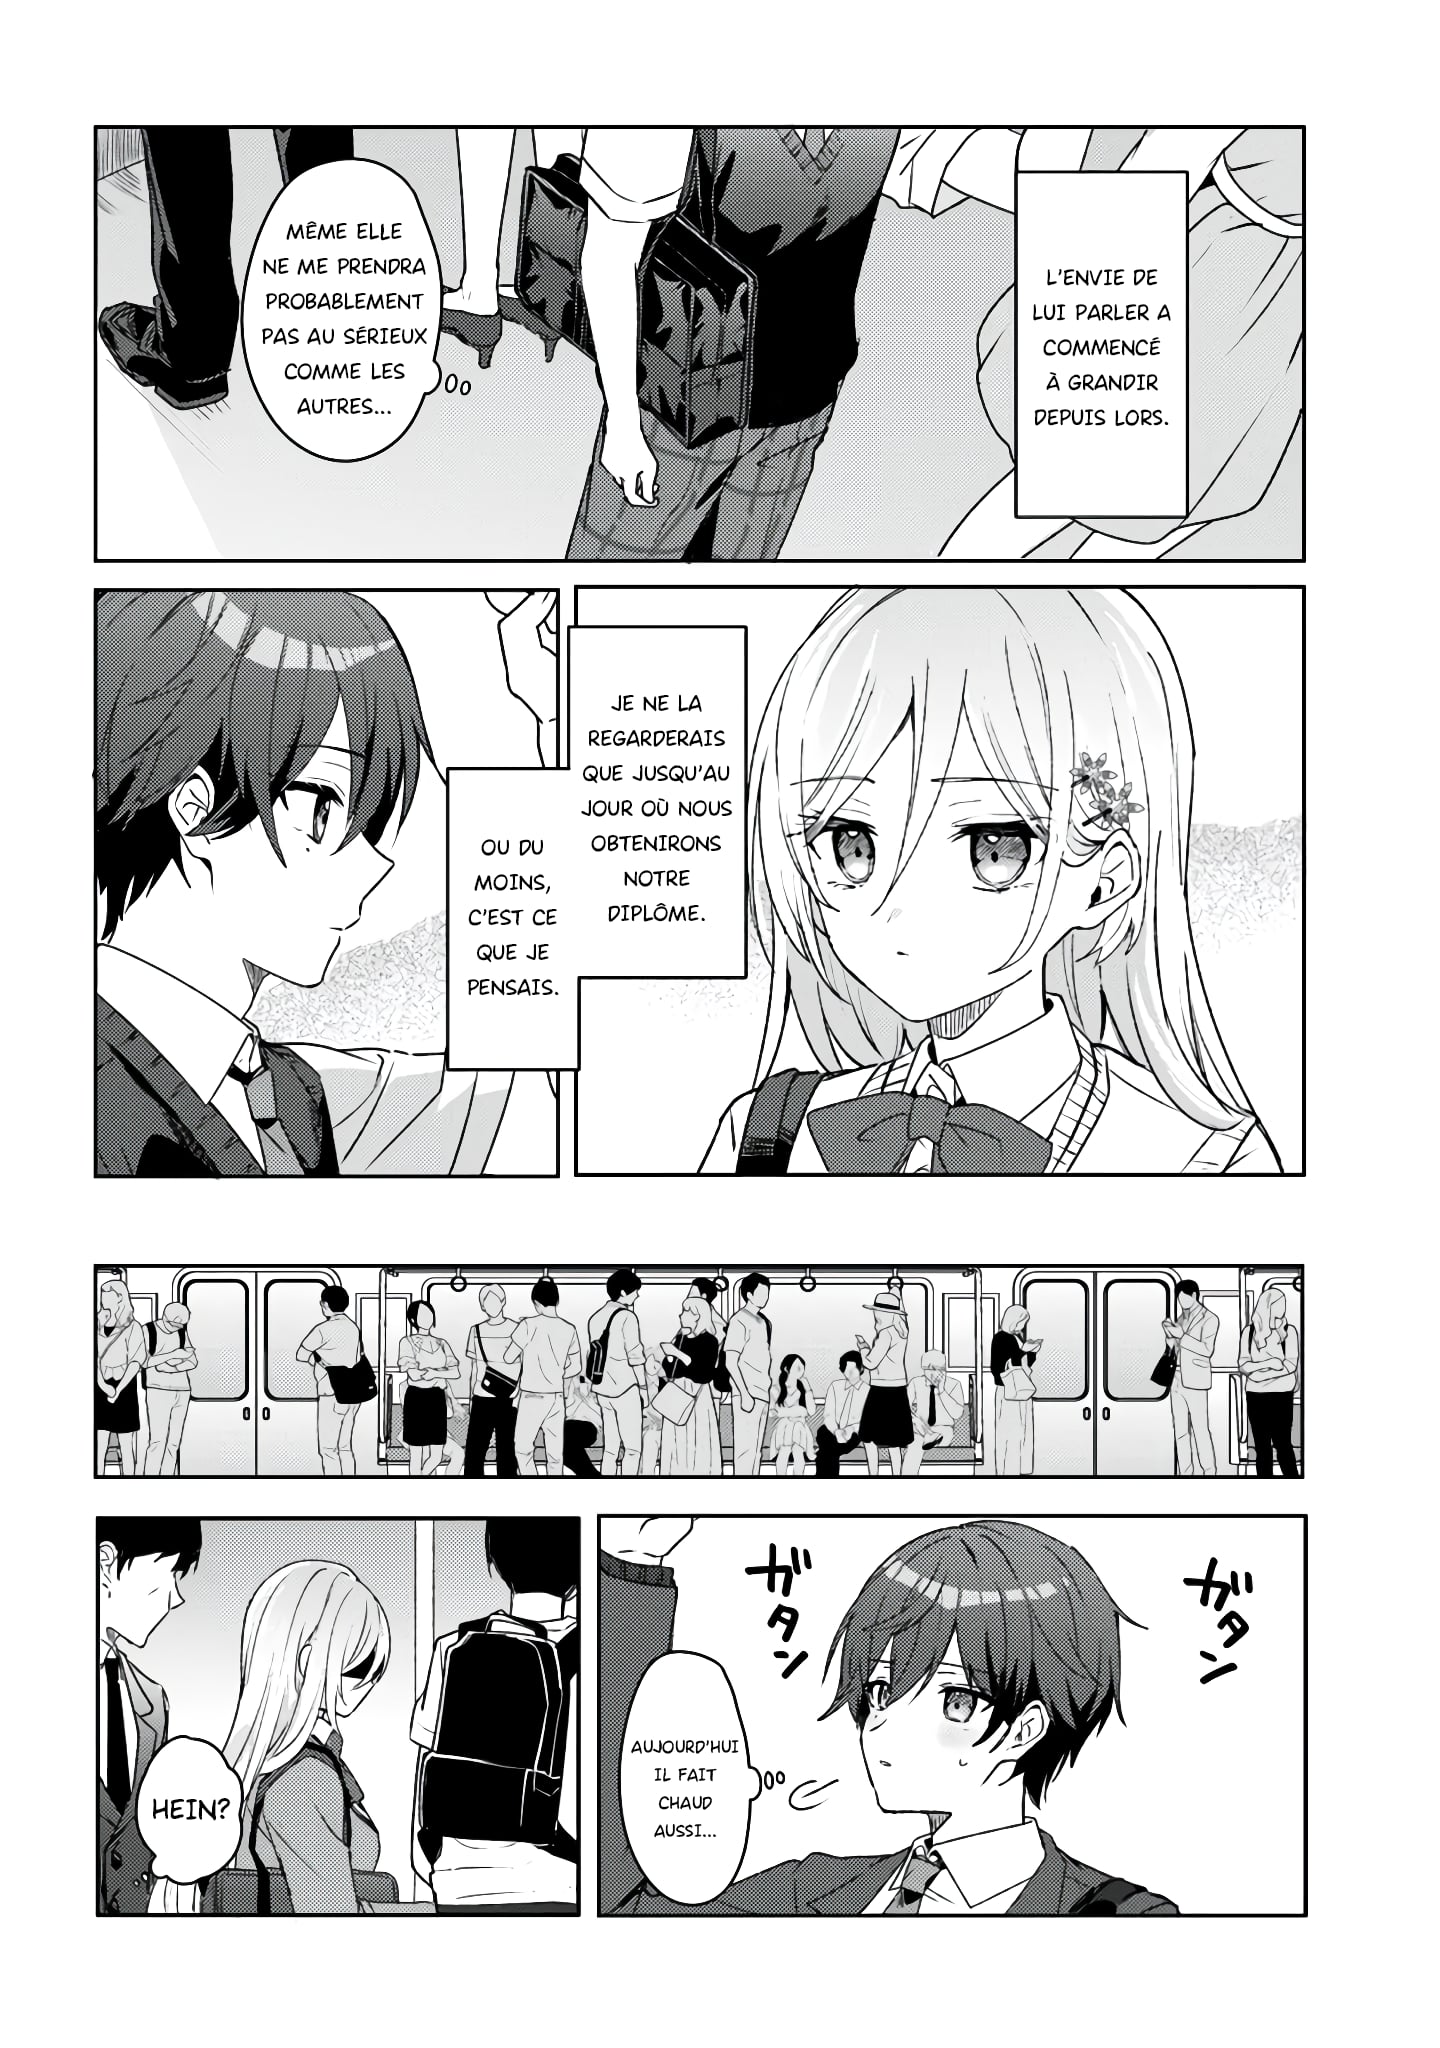 L'ENVIE DE
LUI PARLER A
COMMENCÉ
À GRANDIR
DEPUIS LORS.
MÊME ELLE
NE ME PRENDRA
PROBABLEMENT
PAS AU SÉRIEUX
COMME LES
AUTRES...
JE NE LA
REGARDERAIS
QUE JUSQU'AU
JOUR OÙ NOUS
OBTENIRONS
NOTRE
DIPLÔME.
OU DU
MOINS,
C'EST CE
QUE JE
PENSAIS.
ガタン
ガタン
AUJOURD'HUI
IL FAIT
CHAUD
AUSSI...
HEIN?